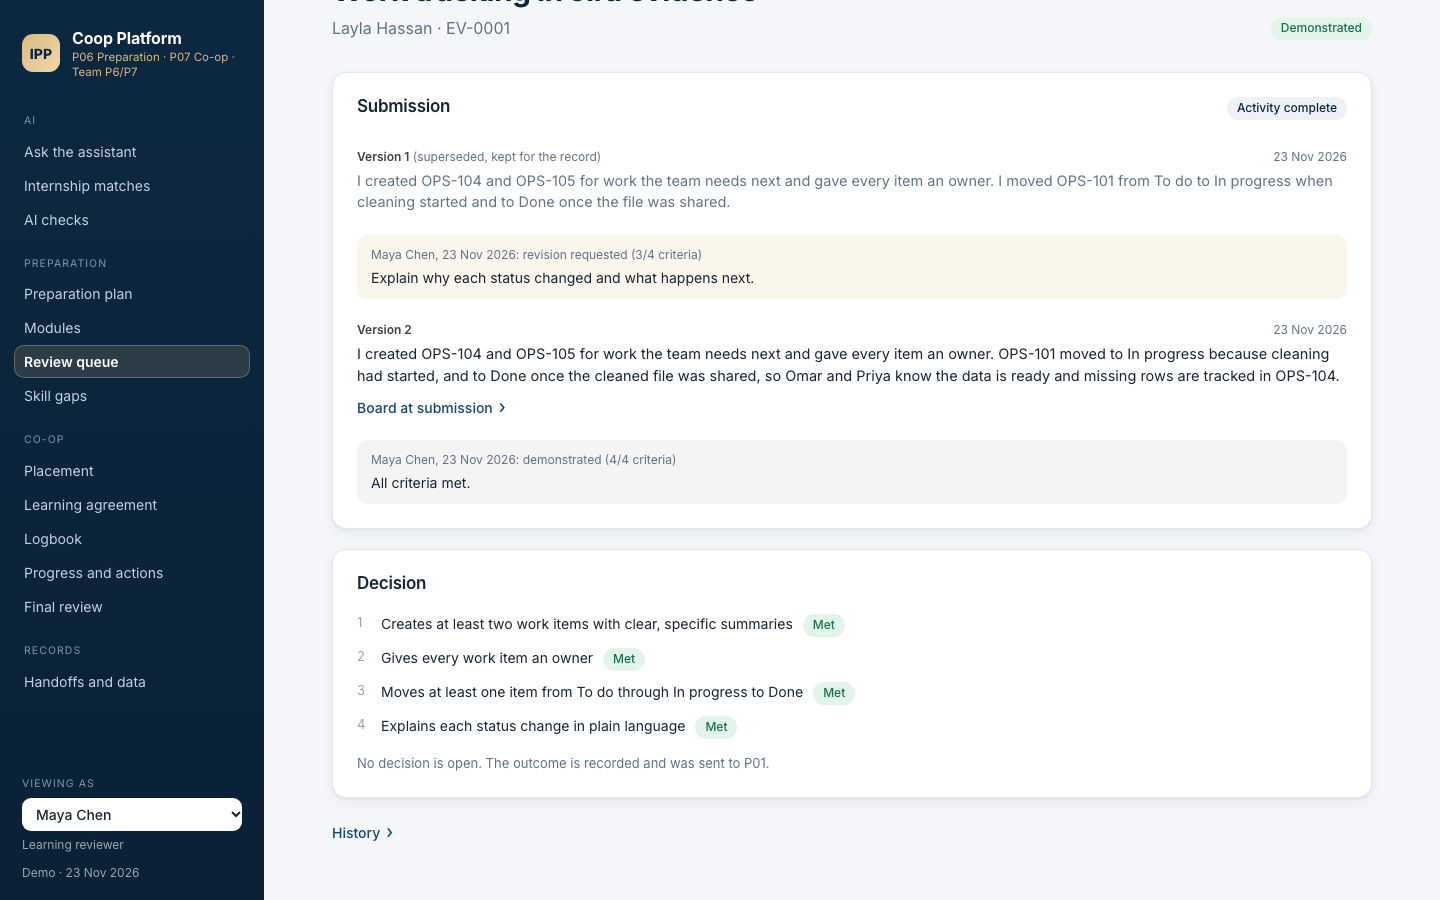 IPP
Coop Platform
P06 Preparation · P07 Co-op ·
Team P6/P7
AI
Ask the assistant
Internship matches
AI checks
PREPARATION
Preparation plan
Modules
Review queue
Skill gaps
CO-OP
Placement
Learning agreement
Logbook
Progress and actions
Final review
RECORDS
Handoffs and data
VIEWING AS
Maya Chen
Learning reviewer
Demo · 23 Nov 2026
Layla Hassan · EV-0001
Demonstrated
Submission
Activity complete
Version 1 (superseded, kept for the record)
23 Nov 2026
I created OPS-104 and OPS-105 for work the team needs next and gave every item an owner. I moved OPS-101 from To do to In progress when
cleaning started and to Done once the file was shared.
Maya Chen, 23 Nov 2026: revision requested (3/4 criteria)
Explain why each status changed and what happens next.
Version 2
23 Nov 2026
I created OPS-104 and OPS-105 for work the team needs next and gave every item an owner. OPS-101 moved to In progress because cleaning
had started, and to Done once the cleaned file was shared, so Omar and Priya know the data is ready and missing rows are tracked in OPS-104.
Board at submission ›
Maya Chen, 23 Nov 2026: demonstrated (4/4 criteria)
All criteria met.
Decision
1 Creates at least two work items with clear, specific summaries Met
2 Gives every work item an owner Met
3 Moves at least one item from To do through In progress to Done Met
4 Explains each status change in plain language Met
No decision is open. The outcome is recorded and was sent to P01.
History ›